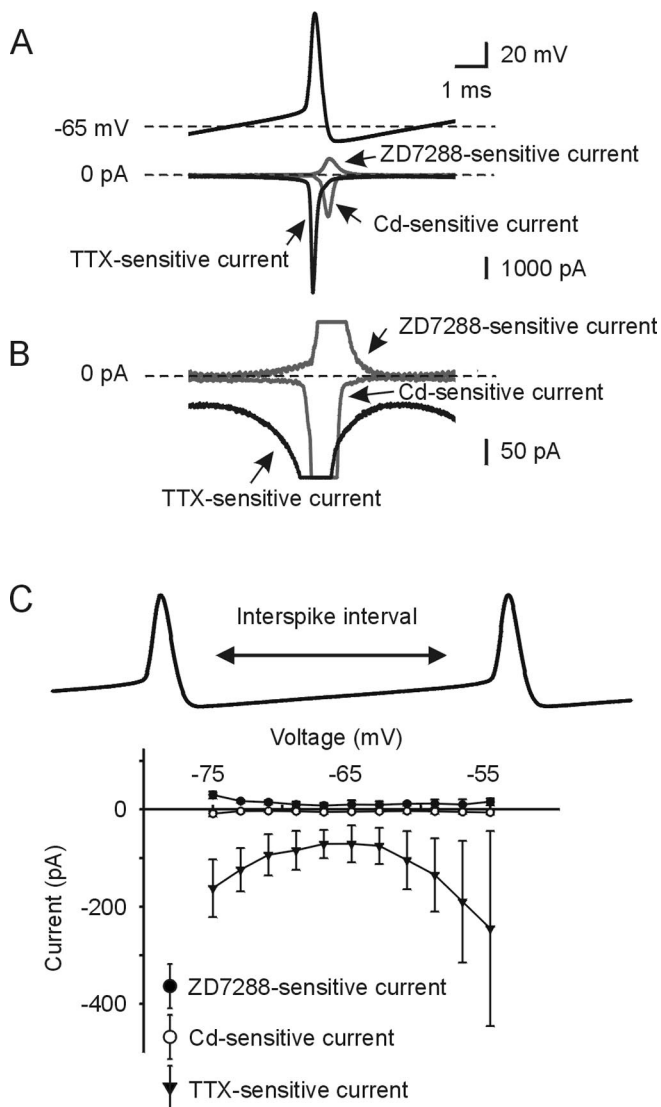 A
20 mV
1 ms
-65 mV
ZD7288-sensitive current
0 pA
Cd-sensitive current
TTX-sensitive current
1000 pA
B
ZD7288-sensitive current
0 pA
Cd-sensitive current
50 pA
TTX-sensitive current
C
Interspike interval
Voltage (mV)
-75 -65 -55
0
-200
-400
Current (pA)
ZD7288-sensitive current
Cd-sensitive current
TTX-sensitive current